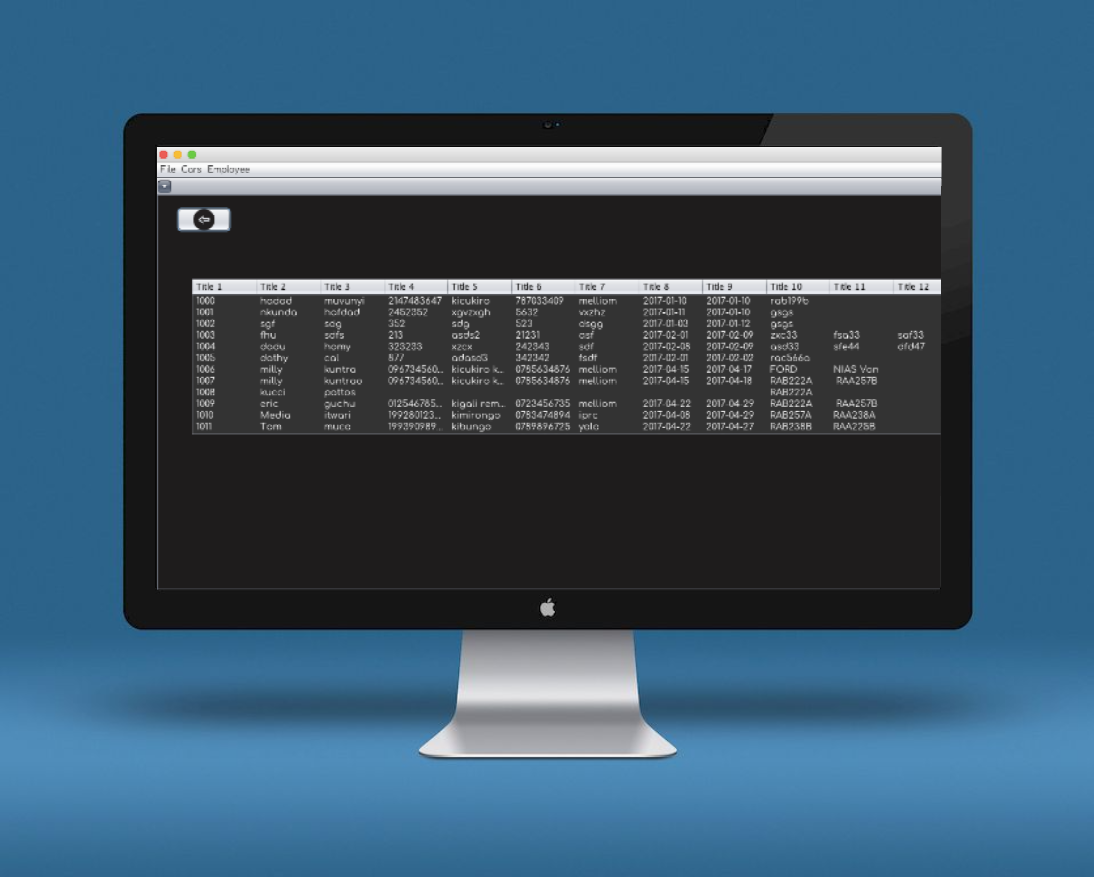 File Cars Employee
Title 1 Title 2 Title 3 Title 4 Title 5 Title 6 Title 7 Title 8 Title 9 Title 10 Title 11 Title 12
1000 hadad muvunyi 2147483647 kicukiro 787033409 melliom 2017-01-10 2017-01-10 rab199b
1001 nkunda hafdad 2452352 xgvzxgh 5632 vxzhz 2017-01-11 2017-01-10 gsgs
1002 sgf sdg 352 sdg 523 dsgg 2017-01-03 2017-01-12 gsgs
1003 fhu sdfs 213 asds2 21231 asf 2017-02-01 2017-02-09 zxc33 fsa33 saf33
1004 dadu hamy 323233 xzcx 242343 sdf 2017-02-08 2017-02-09 asd33 sfe44 afd47
1005 dathy cal 877 adasd3 342342 fsdf 2017-02-01 2017-02-02 rac566a
1006 milly kuntra 096734560... kicukiro k... 0785634876 melliom 2017-04-15 2017-04-17 FORD NIAS Van
1007 milly kuntrao 096734560... kicukiro k... 0785634876 melliom 2017-04-15 2017-04-18 RAB222A RAA257B
1008 kucci pattos RAB222A
1009 eric guchu 012546785... kigali rem... 0723456735 melliom 2017-04-22 2017-04-29 RAB222A RAA257B
1010 Media itwari 199280123... kimirongo 0783474894 iprc 2017-04-08 2017-04-29 RAB257A RAA238A
1011 Tom muca 199390989... kibungo 0789896725 yala 2017-04-22 2017-04-27 RAB238B RAA225B